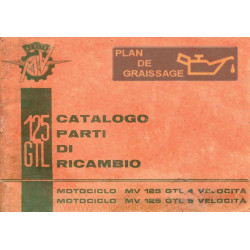 PLAN
DE
GRAISSAGE
MV
125
GTL
CATALOGO
PARTI
DI
RICAMBIO
MOTOCICLO MV 125 GTL 4 VELOCITÀ
MOTOCICLO MV 125 GTL 5 VELOCITÀ